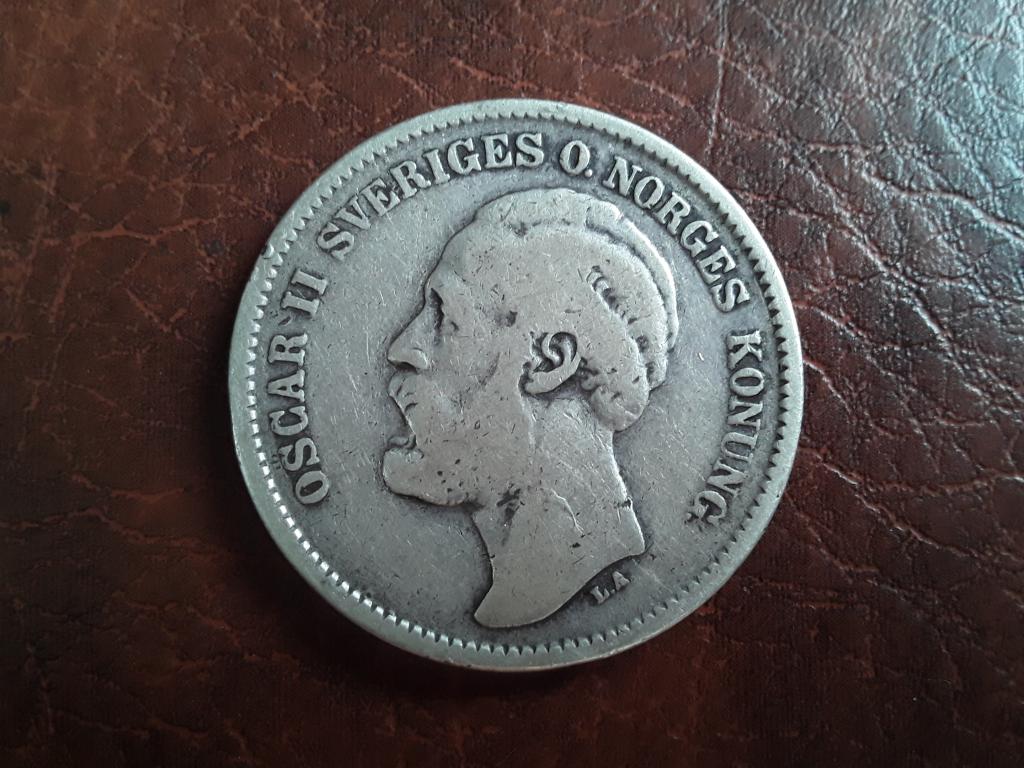 OSCAR II SVERIGES O. NORGES KONUNG.
L.A